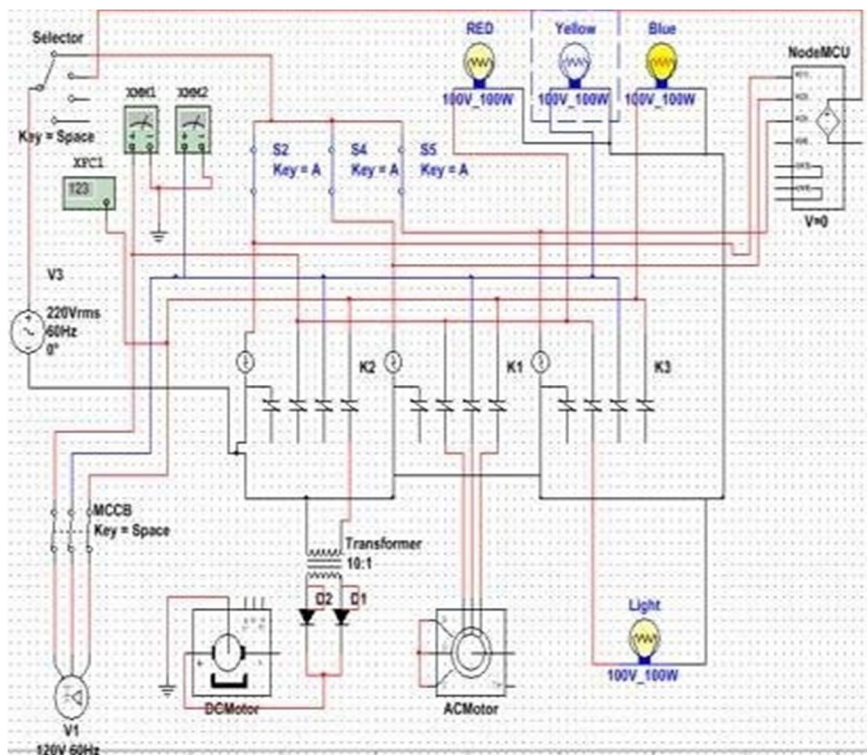 RED
Yellow
Blue
Selector
NodeMCU
XMM1
XMM2
100V_100W
100V_100W
100V_100W
Key = Space
S2
S4
S5
Key = A
Key = A
Key = A
XFC1
123
V=0
V3
220Vrms
60Hz
0°
K2
K1
K3
MCCB
Key = Space
Transformer
10:1
D2
D1
Light
100V_100W
DCMotor
ACMotor
V1
120V 60Hz